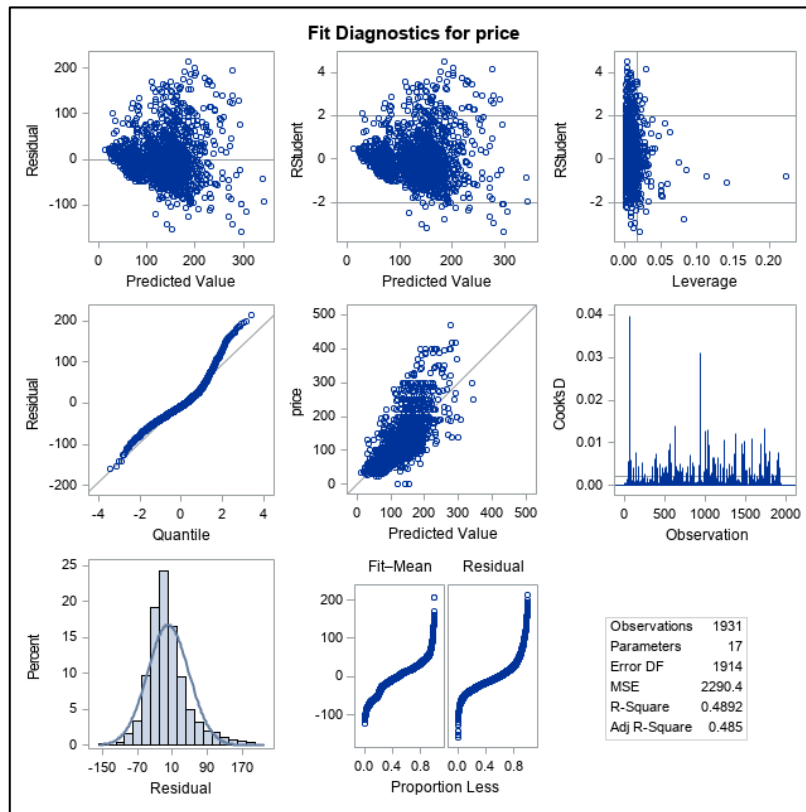 Fit Diagnostics for price
Residual
200
100
0
-100
0 100 200 300
Predicted Value
RStudent
4
2
0
-2
0 100 200 300
Predicted Value
RStudent
4
2
0
-2
0.00 0.05 0.10 0.15 0.20
Leverage
Residual
200
100
0
-100
-200
-4 -2 0 2 4
Quantile
price
500
400
300
200
100
0
0 100 200 300 400 500
Predicted Value
Cook's D
0.04
0.03
0.02
0.01
0.00
0 500 1000 1500 2000
Observation
Percent
25
20
15
10
5
0
-150 -70 10 90 170
Residual
Fit–Mean Residual
200
100
0
-100
0.0 0.4 0.8 0.0 0.4 0.8
Proportion Less
Observations 1931
Parameters 17
Error DF 1914
MSE 2290.4
R-Square 0.4892
Adj R-Square 0.485